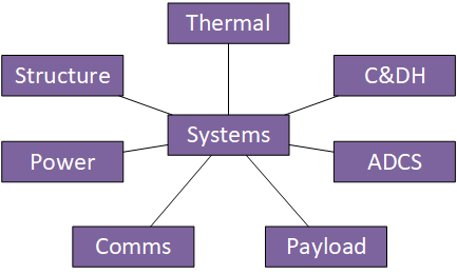 Thermal
Structure
C&DH
Systems
Power
ADCS
Comms
Payload